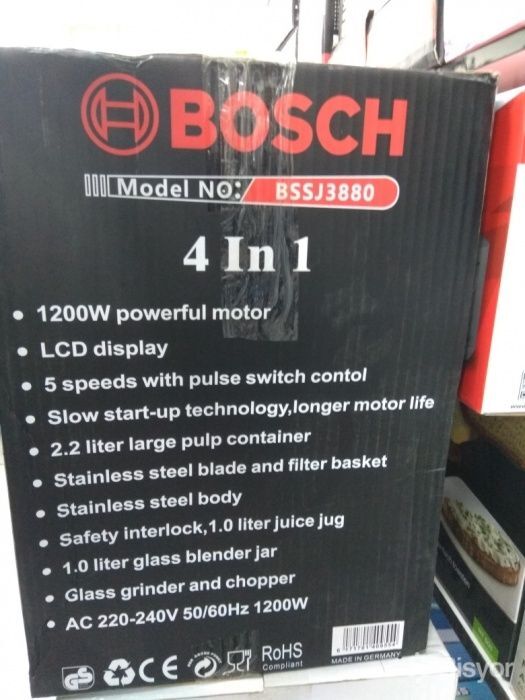 BOSCH
Model NO: BSSJ3880
4 In 1
• 1200W powerful motor
• LCD display
• 5 speeds with pulse switch contol
• Slow start-up technology,longer motor life
• 2.2 liter large pulp container
• Stainless steel blade and filter basket
• Stainless steel body
• Safety interlock,1.0 liter juice jug
• 1.0 liter glass blender jar
• Glass grinder and chopper
• AC 220-240V 50/60Hz 1200W
GS CE RoHS
Compliant
MADE IN GERMANY